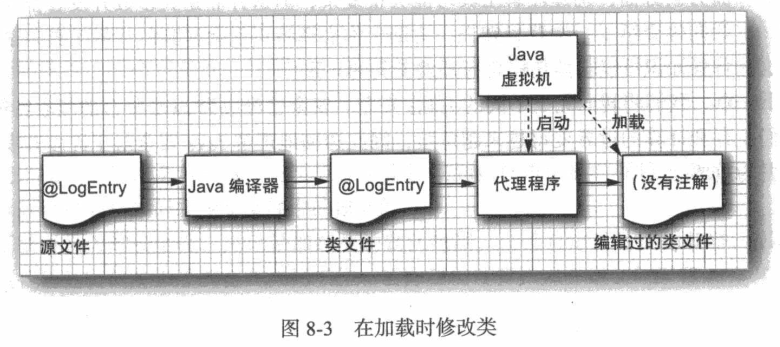 Java
虚拟机
启动
加载
@LogEntry
Java 编译器
@LogEntry
代理程序
（没有注解）
源文件
类文件
编辑过的类文件
图 8-3 在加载时修改类